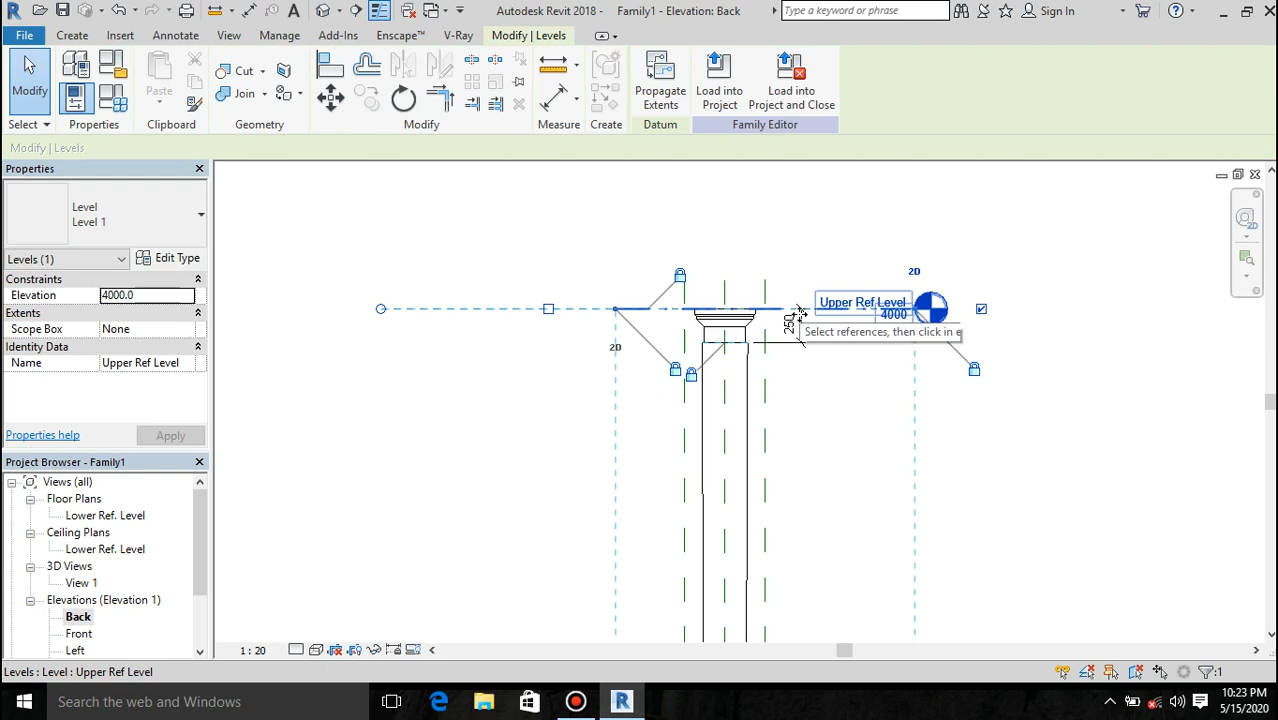 Autodesk Revit 2018 - Family1 - Elevation: Back
Type a keyword or phrase
Sign In
File Create Insert Annotate View Manage Add-Ins Enscape™ V-Ray Modify | Levels
Modify
Select
Properties
Paste
Clipboard
Cut
Join
Geometry
Modify
Measure
Create
Propagate
Extents
Datum
Load into
Project
Load into
Project and Close
Family Editor
Modify | Levels
Properties
Level
Level 1
Levels (1)
Edit Type
Constraints
Elevation 4000.0
Extents
Scope Box None
Identity Data
Name Upper Ref Level
Properties help
Apply
Project Browser - Family1
Views (all)
Floor Plans
Lower Ref. Level
Ceiling Plans
Lower Ref. Level
3D Views
View 1
Elevations (Elevation 1)
Back
Front
Left
2D
Upper Ref Level
4000
250
Select references, then click in e
2D
2D
1 : 20
Levels : Level : Upper Ref Level
:1
Search the web and Windows
10:23 PM
5/15/2020